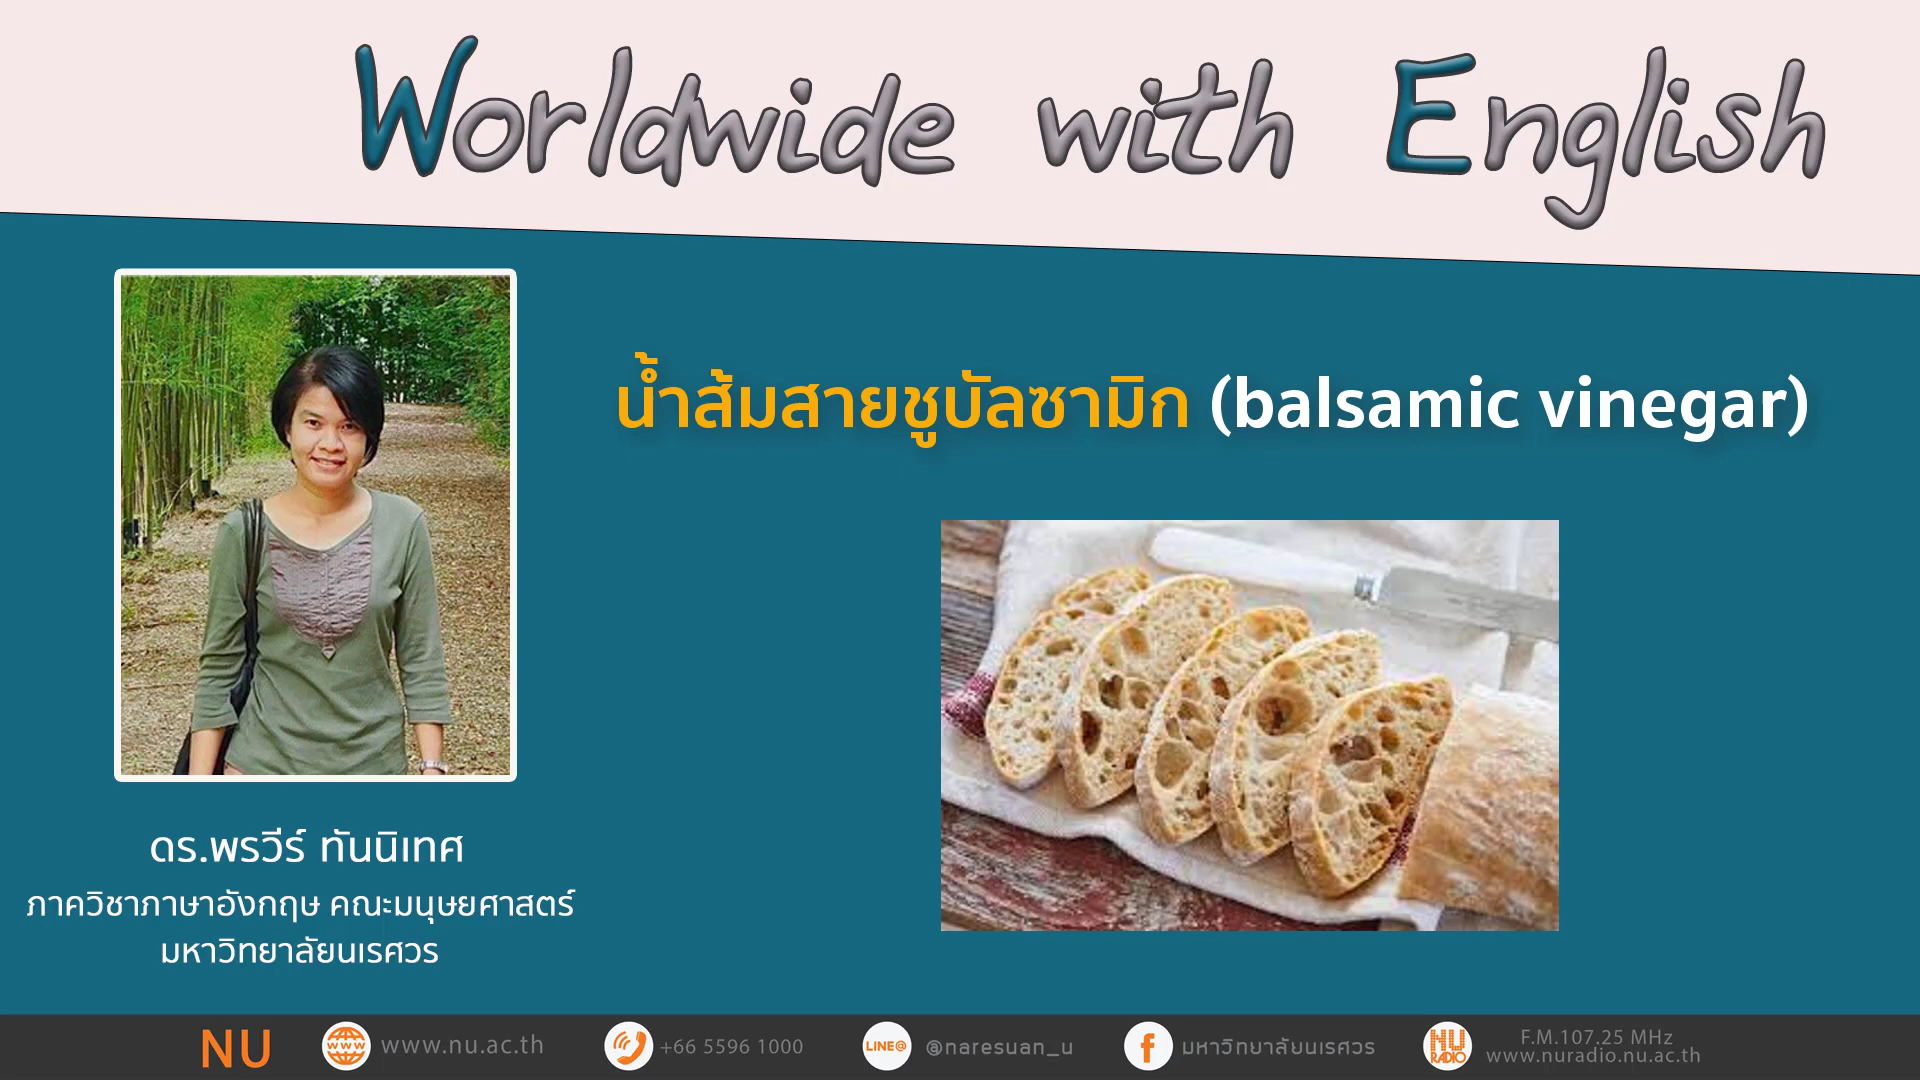 Worldwide with English
น้ำส้มสายชูบัลซามิก (balsamic vinegar)
ดร.พรวีร์ ทันนิเทศ
ภาควิชาภาษาอังกฤษ คณะมนุษยศาสตร์
มหาวิทยาลัยนเรศวร
NU
www
www.nu.ac.th
+66 5596 1000
LINE@
@naresuan_u
f
มหาวิทยาลัยนเรศวร
NU
RADIO
F.M.107.25 MHz
www.nuradio.nu.ac.th